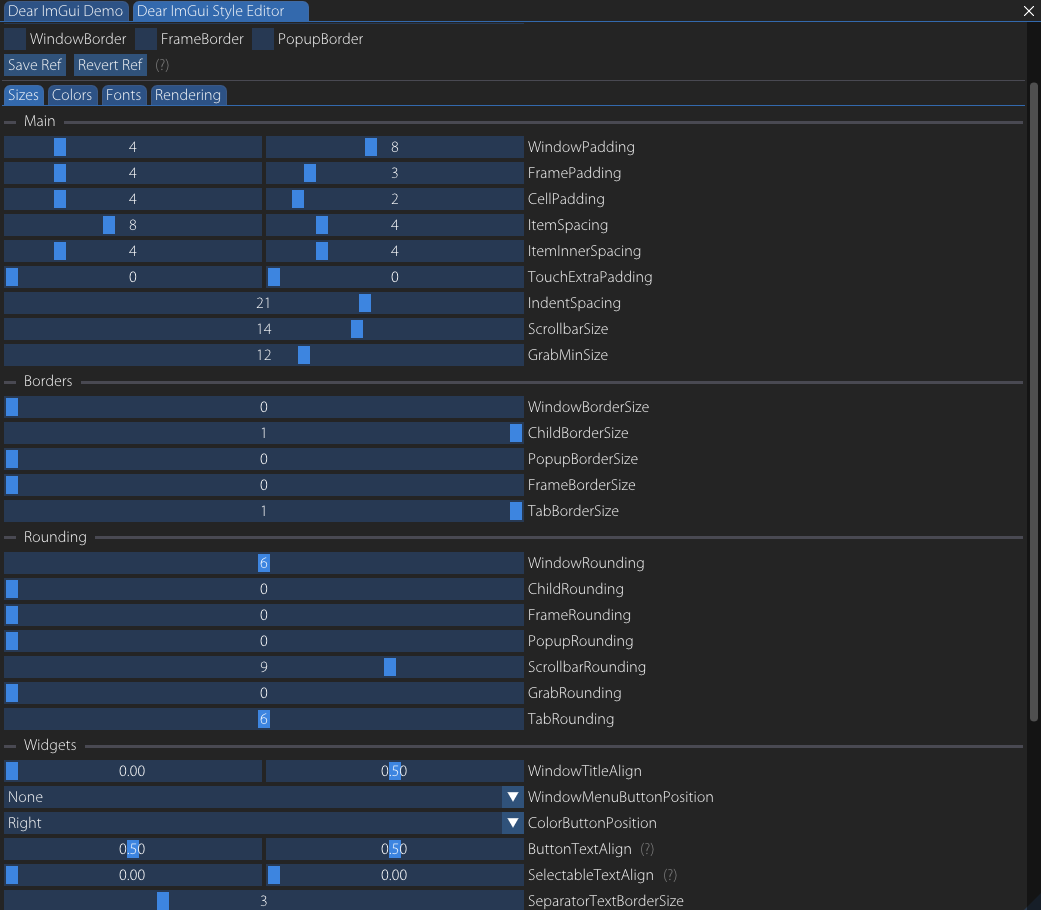 Dear ImGui Demo Dear ImGui Style Editor
WindowBorder FrameBorder PopupBorder
Save Ref Revert Ref (?)
Sizes Colors Fonts Rendering
Main
4 8 WindowPadding
4 3 FramePadding
4 2 CellPadding
8 4 ItemSpacing
4 4 ItemInnerSpacing
0 0 TouchExtraPadding
21 IndentSpacing
14 ScrollbarSize
12 GrabMinSize
Borders
0 WindowBorderSize
1 ChildBorderSize
0 PopupBorderSize
0 FrameBorderSize
1 TabBorderSize
Rounding
6 WindowRounding
0 ChildRounding
0 FrameRounding
0 PopupRounding
9 ScrollbarRounding
0 GrabRounding
6 TabRounding
Widgets
0.00 0.50 WindowTitleAlign
None WindowMenuButtonPosition
Right ColorButtonPosition
0.50 0.50 ButtonTextAlign (?)
0.00 0.00 SelectableTextAlign (?)
3 SeparatorTextBorderSize